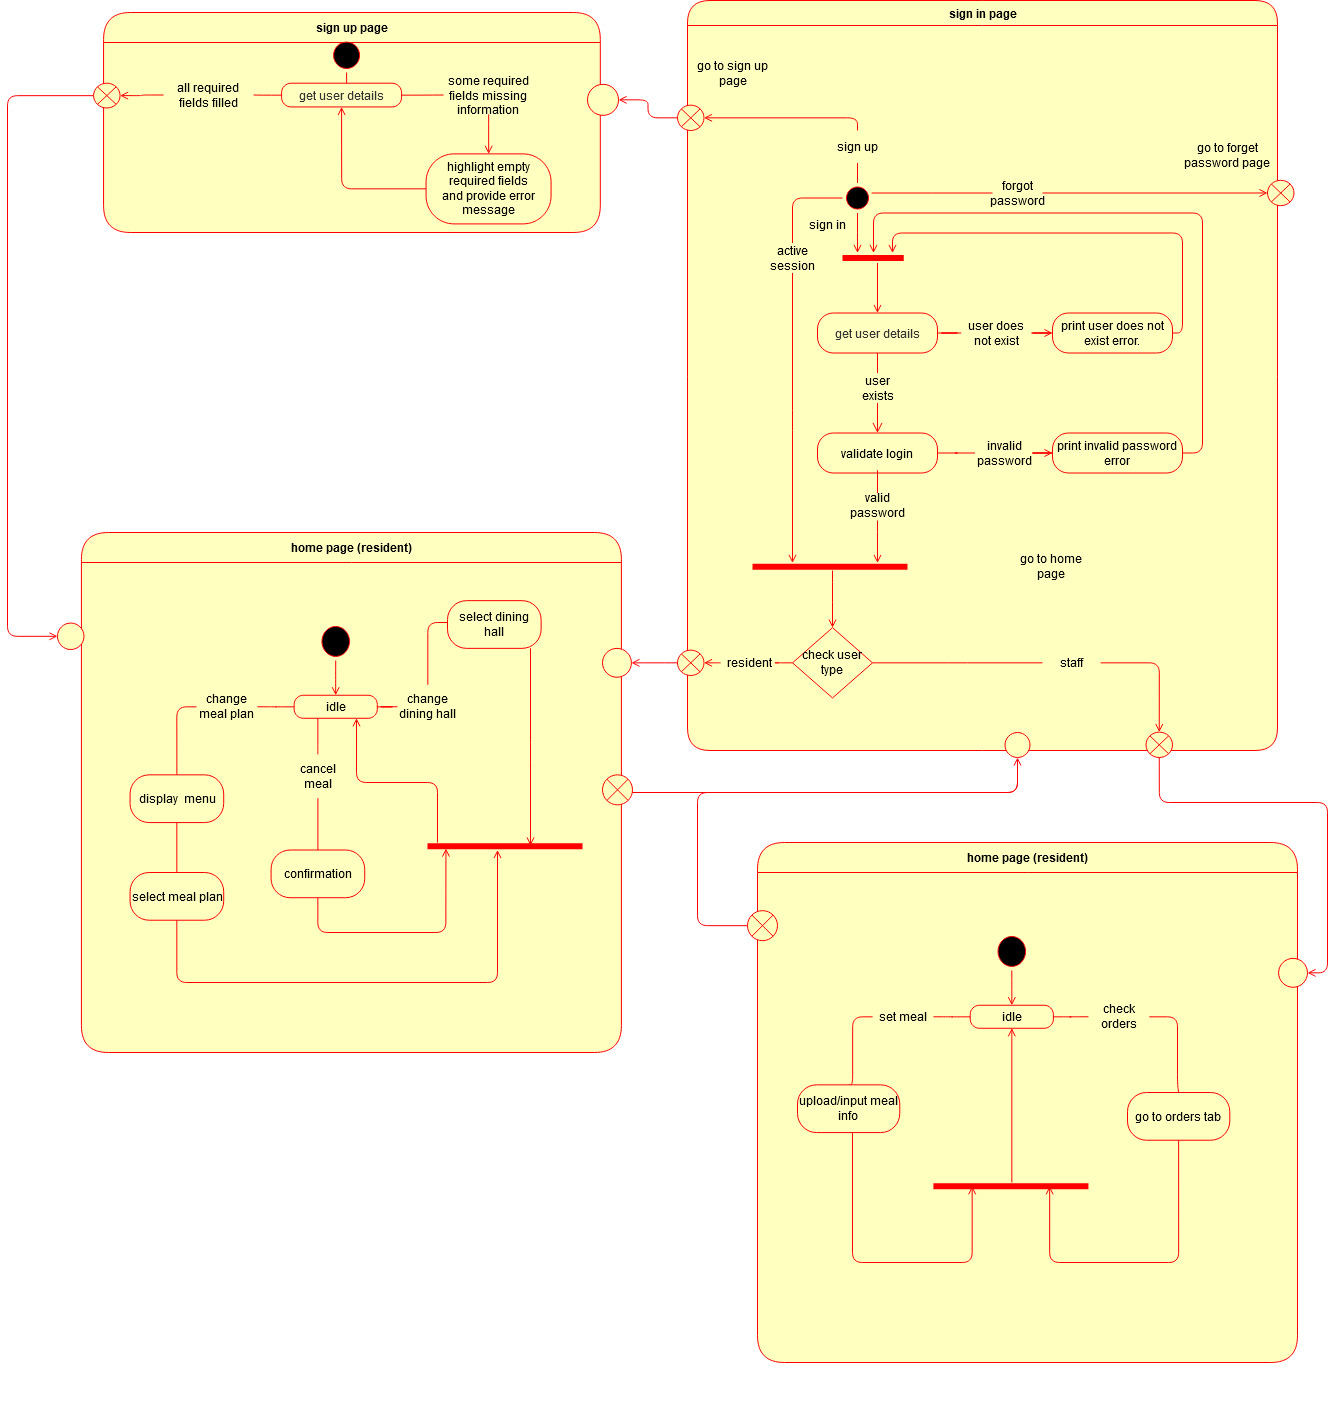 sign up page
all required
fields filled
get user details
some required
fields missing
information
highlight empty
required fields
and provide error
message
sign in page
go to sign up
page
sign up
go to forget
password page
forgot
password
sign in
active
session
get user details
user does
not exist
print user does not
exist error.
user
exists
validate login
invalid
password
print invalid password
error
valid
password
go to home
page
check user
type
resident
staff
home page (resident)
select dining
hall
idle
change
meal plan
change
dining hall
cancel
meal
display  menu
confirmation
select meal plan
home page (resident)
idle
set meal
check
orders
upload/input meal
info
go to orders tab